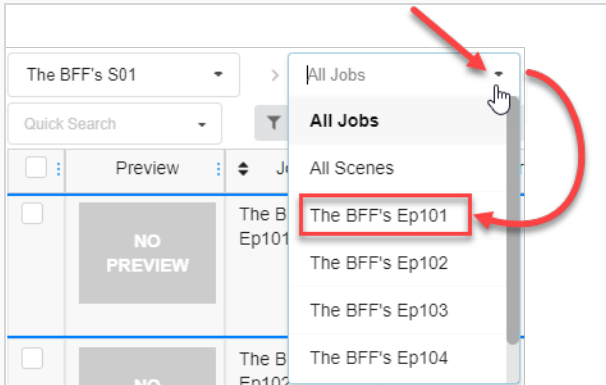 The BFF's S01
All Jobs
Quick Search
All Jobs
Preview
All Scenes
The BFF's Ep101
NO
PREVIEW
The
Ep101
The BFF's Ep102
The BFF's Ep103
The BFF's Ep104
NO
The
Ep102